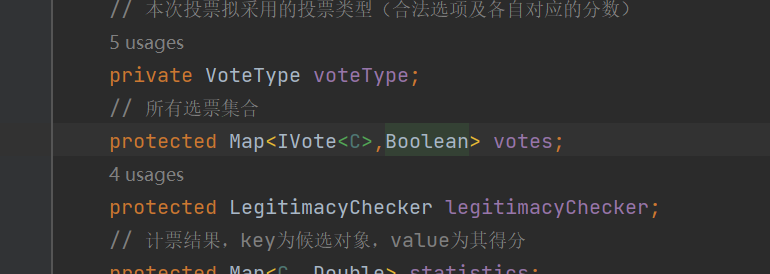 // 本次投票拟采用的投票类型（合法选项及各自对应的分数）
5 usages
private VoteType voteType;
// 所有选票集合
protected Map<IVote<C>,Boolean> votes;
4 usages
protected LegitimacyChecker legitimacyChecker;
// 计票结果，key为候选对象，value为其得分
protected Map<C, Double> statistics;